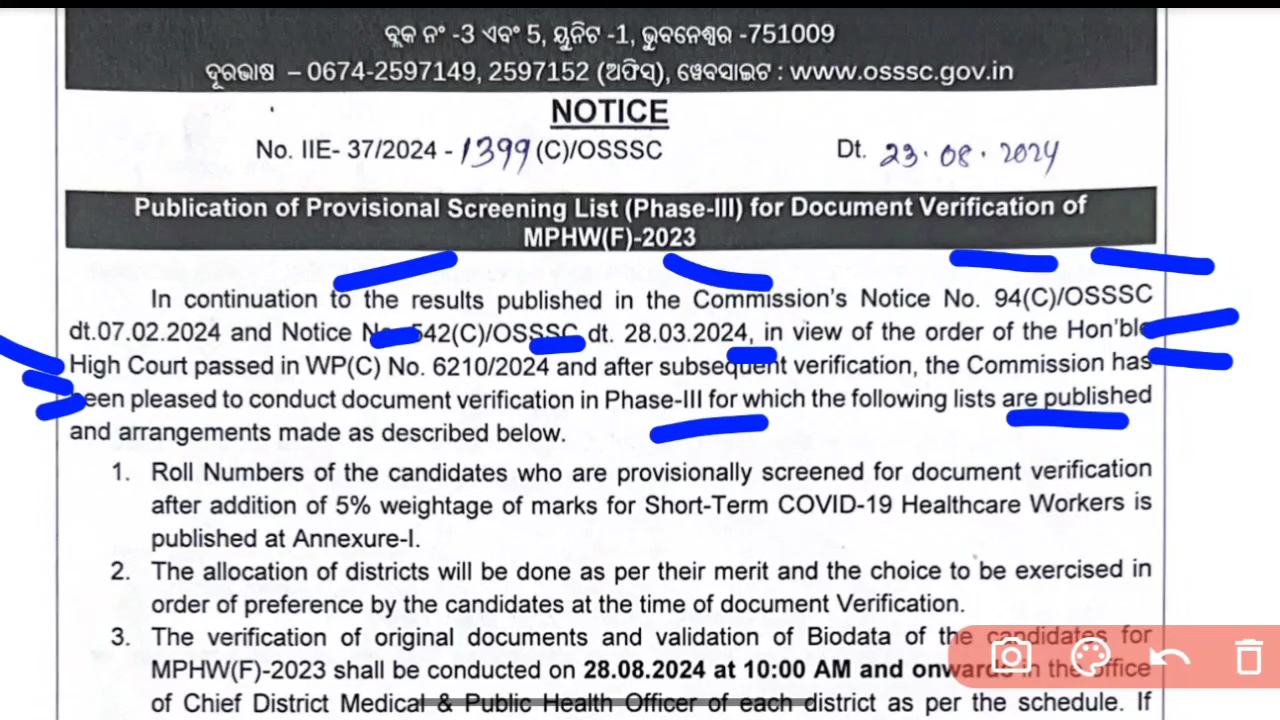 ବ୍ଲକ ନଂ -3 ଏବଂ 5, ୟୁନିଟ -1, ଭୁବନେଶ୍ୱର -751009
ଦୂରଭାଷ – 0674-2597149, 2597152 (ଅଫିସ୍), ୱେବସାଇଟ : www.osssc.gov.in
NOTICE
No. IIE- 37/2024 - 1399 (C)/OSSSC Dt. 23.08.2024
Publication of Provisional Screening List (Phase-III) for Document Verification of
MPHW(F)-2023
In continuation to the results published in the Commission's Notice No. 94(C)/OSSSC
dt.07.02.2024 and Notice No. 542(C)/OSSSC dt. 28.03.2024, in view of the order of the Hon'ble
High Court passed in WP(C) No. 6210/2024 and after subsequent verification, the Commission has
been pleased to conduct document verification in Phase-III for which the following lists are published
and arrangements made as described below.
1. Roll Numbers of the candidates who are provisionally screened for document verification
after addition of 5% weightage of marks for Short-Term COVID-19 Healthcare Workers is
published at Annexure-I.
2. The allocation of districts will be done as per their merit and the choice to be exercised in
order of preference by the candidates at the time of document Verification.
3. The verification of original documents and validation of Biodata of the candidates for
MPHW(F)-2023 shall be conducted on 28.08.2024 at 10:00 AM and onwards in the office
of Chief District Medical & Public Health Officer of each district as per the schedule. If